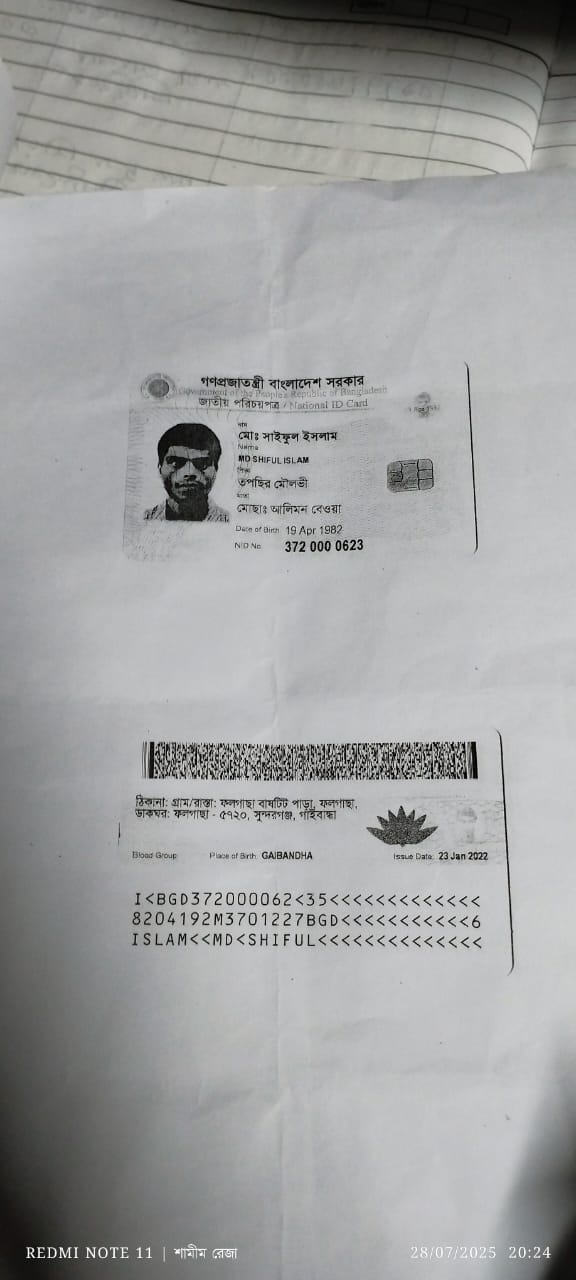 গণপ্রজাতন্ত্রী বাংলাদেশ সরকার
Government of the People's Republic of Bangladesh
জাতীয় পরিচয়পত্র / National ID Card
নাম
মোঃ সাইফুল ইসলাম
Name
MD SHIFUL ISLAM
পিতা
তপছির মৌলভী
মাতা
মোছাঃ আলিমন বেওয়া
Date of Birth 19 Apr 1982
NID No 372 000 0623
ঠিকানা: গ্রাম/রাস্তা: ফলগাছা বাষটিট পাড়া, ফলগাছা,
ডাকঘর: ফলগাছা - ৫৭২০, সুন্দরগঞ্জ, গাইবান্ধা
Blood Group Place of Birth: GAIBANDHA Issue Date: 23 Jan 2022
I<BGD372000062<35<<<<<<<<<<<<<
8204192M3701227BGD<<<<<<<<<<<6
ISLAM<<MD<SHIFUL<<<<<<<<<<<<<<
REDMI NOTE 11 | শামীম রেজা 28/07/2025 20:24